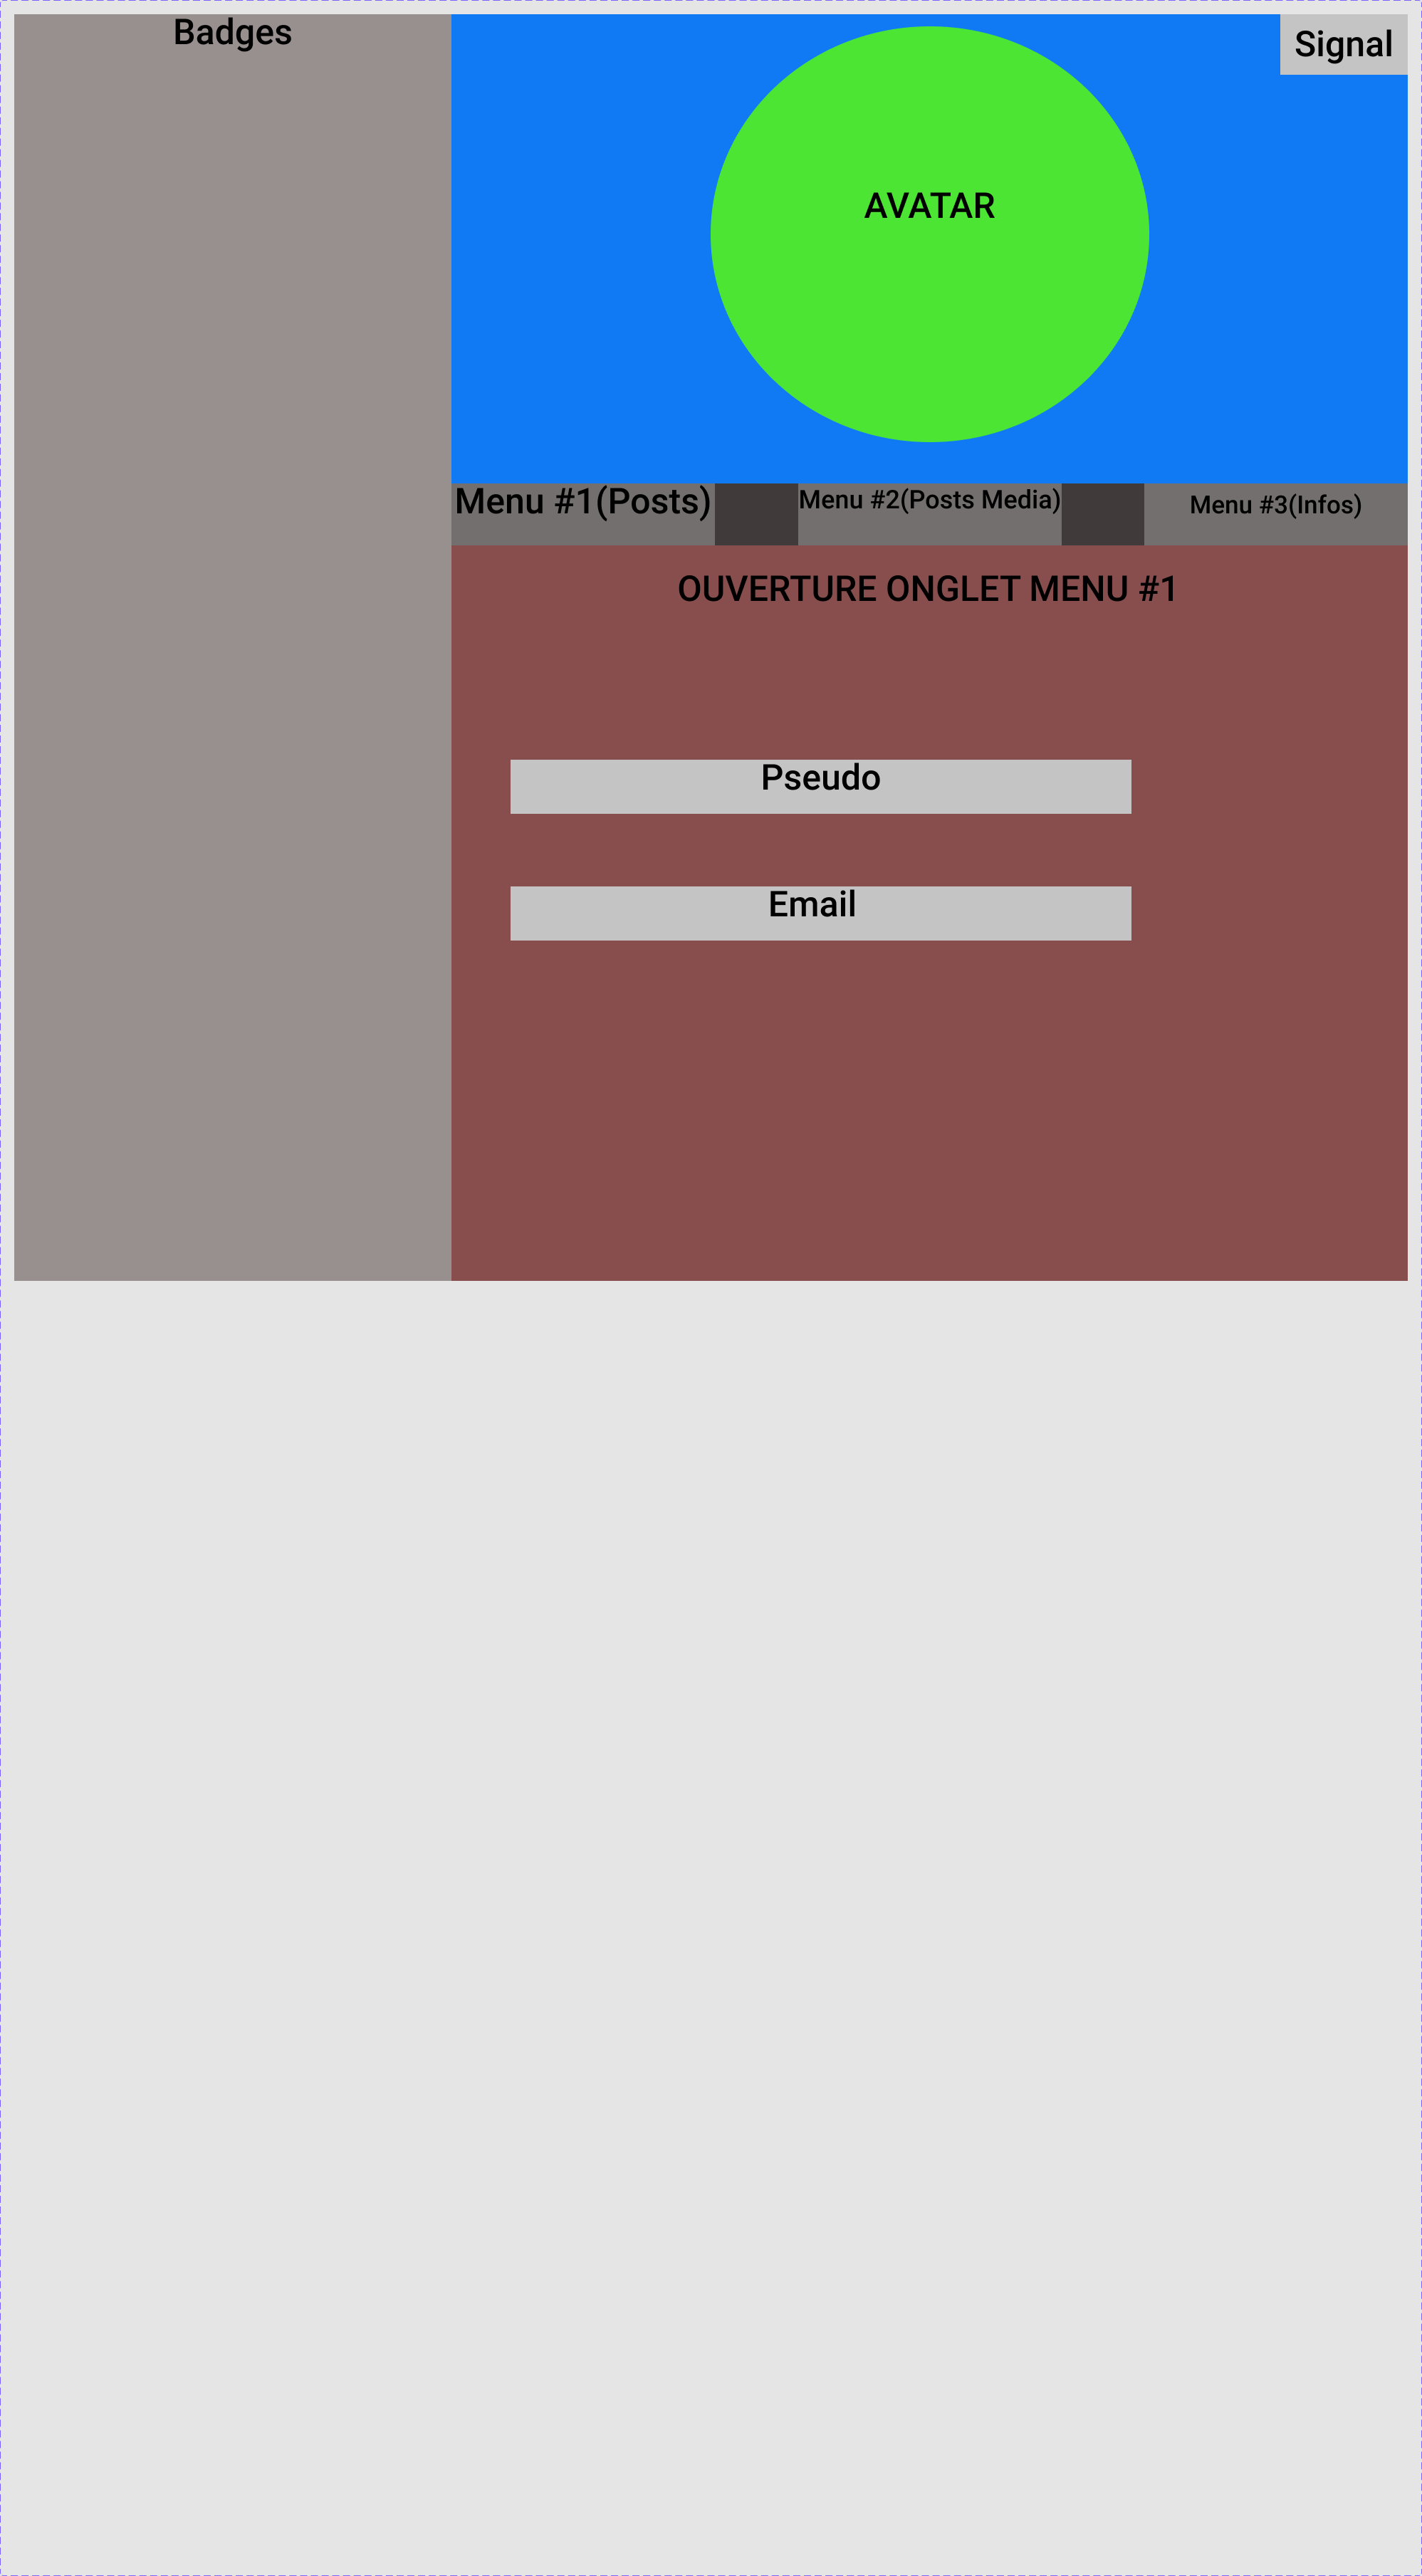 Badges
Signal
AVATAR
Menu #1(Posts)
Menu #2(Posts Media)
Menu #3(Infos)
OUVERTURE ONGLET MENU #1
Pseudo
Email